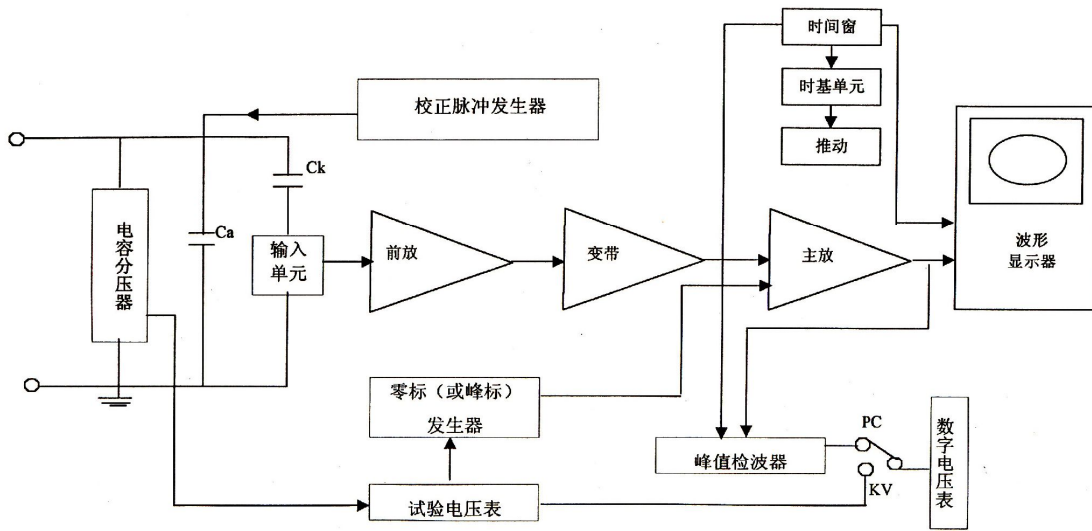 时间窗
时基单元
推动
校正脉冲发生器
Ck
Ca
电容分压器
输入
单元
前放
变带
主放
波形
显示器
零标（或峰标）
发生器
PC
峰值检波器
KV
数字电压表
试验电压表